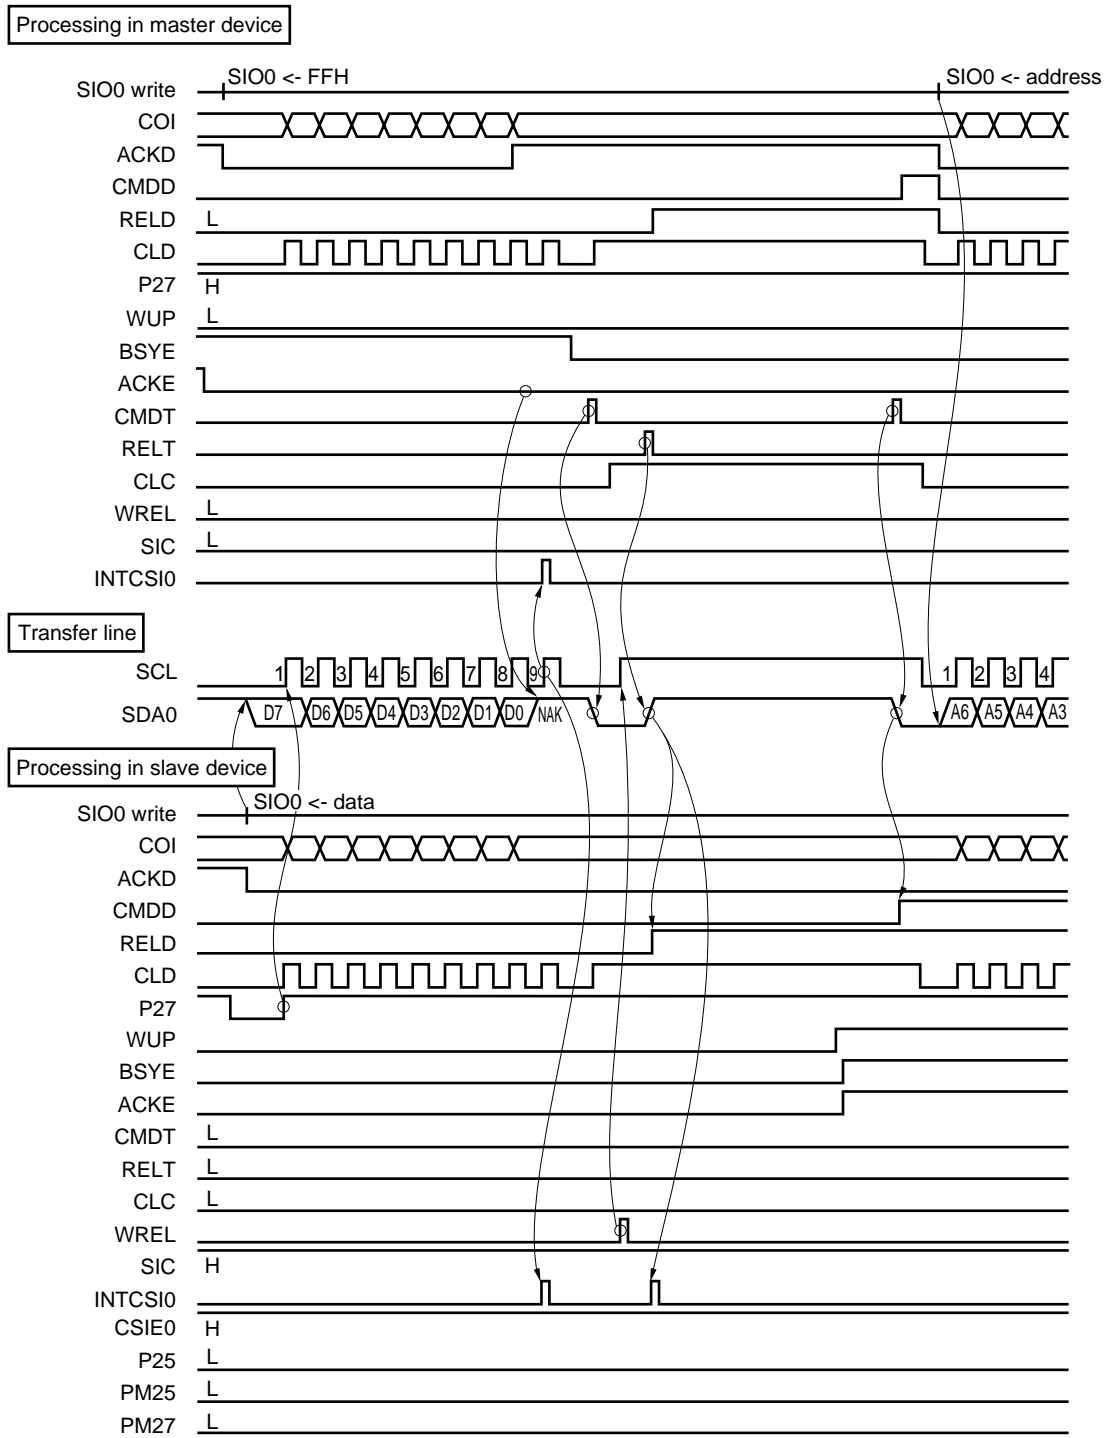 Processing in master device
SIO0 <- FFH
SIO0 <- address
SIO0 write
COI
ACKD
CMDD
RELD L
CLD
P27 H
WUP L
BSYE
ACKE
CMDT
RELT
CLC
WREL L
SIC L
INTCSI0
Transfer line
SCL 1 2 3 4 5 6 7 8 9 1 2 3 4
SDA0 D7 D6 D5 D4 D3 D2 D1 D0 NAK A6 A5 A4 A3
Processing in slave device
SIO0 <- data
SIO0 write
COI
ACKD
CMDD
RELD
CLD
P27
WUP
BSYE
ACKE
CMDT L
RELT L
CLC L
WREL
SIC H
INTCSI0
CSIE0 H
P25 L
PM25 L
PM27 L